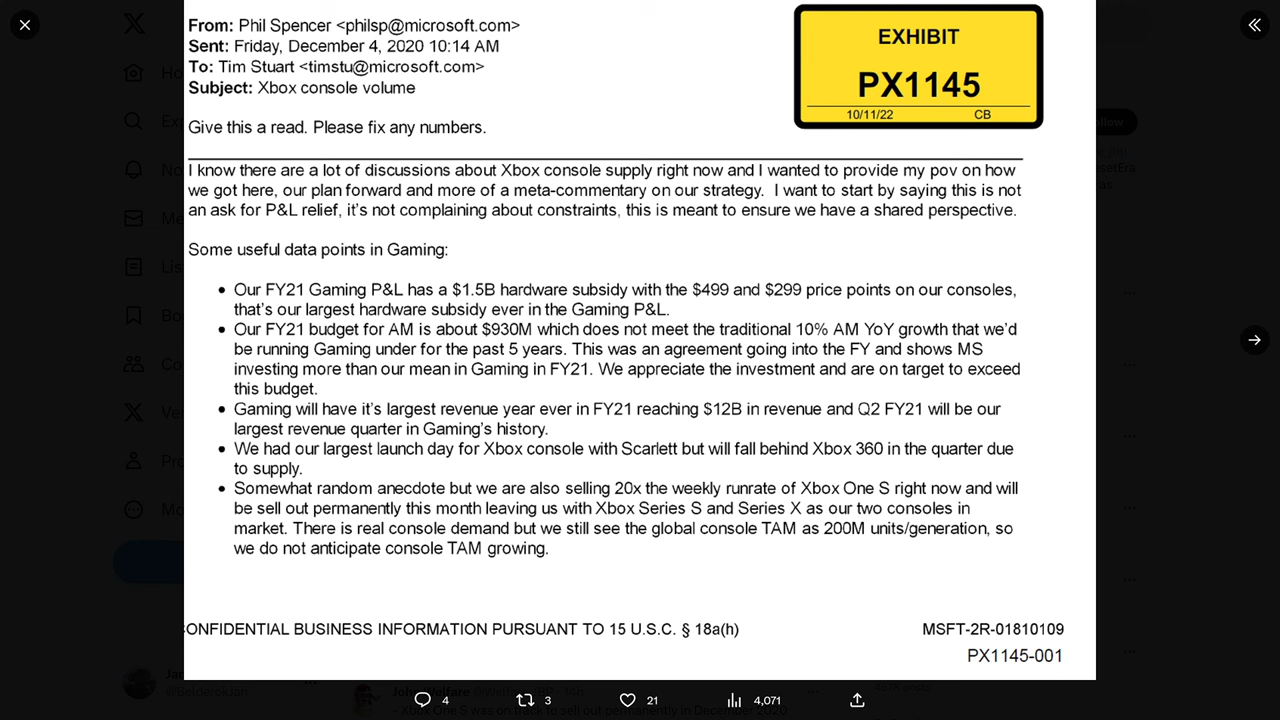 From: Phil Spencer <philsp@microsoft.com>
Sent: Friday, December 4, 2020 10:14 AM
To: Tim Stuart <timstu@microsoft.com>
Subject: Xbox console volume
EXHIBIT
PX1145
10/11/22 CB
Give this a read. Please fix any numbers.
I know there are a lot of discussions about Xbox console supply right now and I wanted to provide my pov on how
we got here, our plan forward and more of a meta-commentary on our strategy. I want to start by saying this is not
an ask for P&L relief, it's not complaining about constraints, this is meant to ensure we have a shared perspective.
Some useful data points in Gaming:
• Our FY21 Gaming P&L has a $1.5B hardware subsidy with the $499 and $299 price points on our consoles,
that's our largest hardware subsidy ever in the Gaming P&L.
• Our FY21 budget for AM is about $930M which does not meet the traditional 10% AM YoY growth that we'd
be running Gaming under for the past 5 years. This was an agreement going into the FY and shows MS
investing more than our mean in Gaming in FY21. We appreciate the investment and are on target to exceed
this budget.
• Gaming will have it's largest revenue year ever in FY21 reaching $12B in revenue and Q2 FY21 will be our
largest revenue quarter in Gaming's history.
• We had our largest launch day for Xbox console with Scarlett but will fall behind Xbox 360 in the quarter due
to supply.
• Somewhat random anecdote but we are also selling 20x the weekly runrate of Xbox One S right now and will
be sell out permanently this month leaving us with Xbox Series S and Series X as our two consoles in
market. There is real console demand but we still see the global console TAM as 200M units/generation, so
we do not anticipate console TAM growing.
ONFIDENTIAL BUSINESS INFORMATION PURSUANT TO 15 U.S.C. § 18a(h)
MSFT-2R-01810109
PX1145-001
4 3 21 4,071